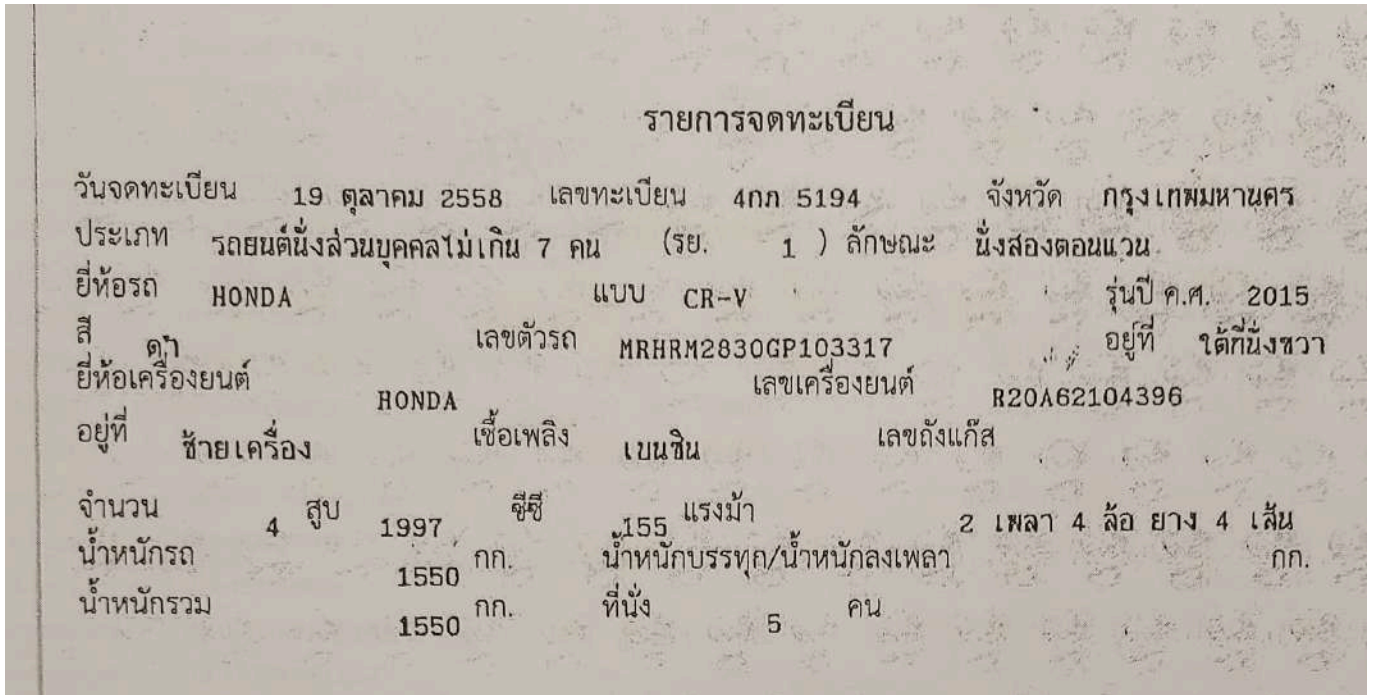 รายการจดทะเบียน
วันจดทะเบียน 19 ตุลาคม 2558 เลขทะเบียน 4กก 5194 จังหวัด กรุงเทพมหานคร
ประเภท รถยนต์นั่งส่วนบุคคลไม่เกิน 7 คน (รย. 1 ) ลักษณะ นั่งสองตอนแวน
ยี่ห้อรถ HONDA แบบ CR-V รุ่นปี ค.ศ. 2015
สี ดำ เลขตัวรถ MRHRM2830GP103317 อยู่ที่ ใต้ที่นั่งขวา
ยี่ห้อเครื่องยนต์ HONDA เลขเครื่องยนต์ R20A62104396
อยู่ที่ ซ้ายเครื่อง เชื้อเพลิง เบนซิน เลขถังแก๊ส
จำนวน 4 สูบ 1997 ซีซี 155 แรงม้า 2 เพลา 4 ล้อ ยาง 4 เส้น
น้ำหนักรถ 1550 กก. น้ำหนักบรรทุก/น้ำหนักลงเพลา กก.
น้ำหนักรวม 1550 กก. ที่นั่ง 5 คน